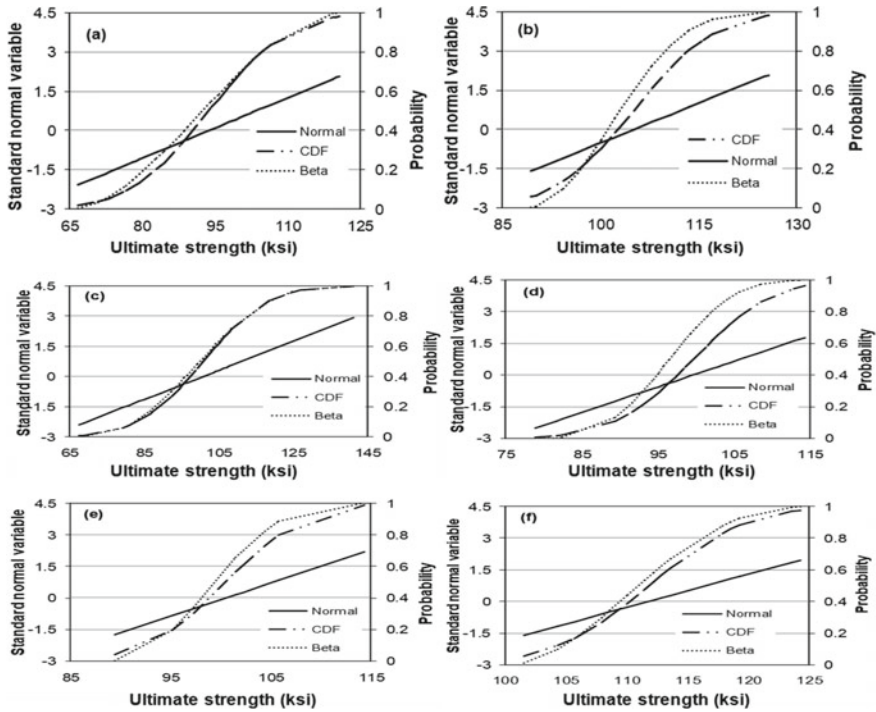 (a)
Standard normal variable
4.5
3
1.5
0
-1.5
-3
1
0.8
0.6
0.4
0.2
0
Probability
Normal
CDF
Beta
65 80 95 110 125
Ultimate strength (ksi)
(b)
Standard normal variable
4.5
3
1.5
0
-1.5
-3
1
0.8
0.6
0.4
0.2
0
Probability
CDF
Normal
Beta
85 100 115 130
Ultimate strength (ksi)
(c)
Standard normal variable
4.5
3
1.5
0
-1.5
-3
1
0.8
0.6
0.4
0.2
0
Probability
Normal
CDF
Beta
65 85 105 125 145
Ultimate strength (ksi)
(d)
Standard normal variable
4.5
3
1.5
0
-1.5
-3
1
0.8
0.6
0.4
0.2
0
Probability
Normal
CDF
Beta
75 85 95 105 115
Ultimate strength (ksi)
(e)
Standard normal variable
4.5
3
1.5
0
-1.5
-3
1
0.8
0.6
0.4
0.2
0
Probability
Normal
CDF
Beta
85 95 105 115
Ultimate strength (ksi)
(f)
Standard normal variable
4.5
3
1.5
0
-1.5
-3
1
0.8
0.6
0.4
0.2
0
Probability
Normal
CDF
Beta
100 105 110 115 120 125
Ultimate strength (ksi)